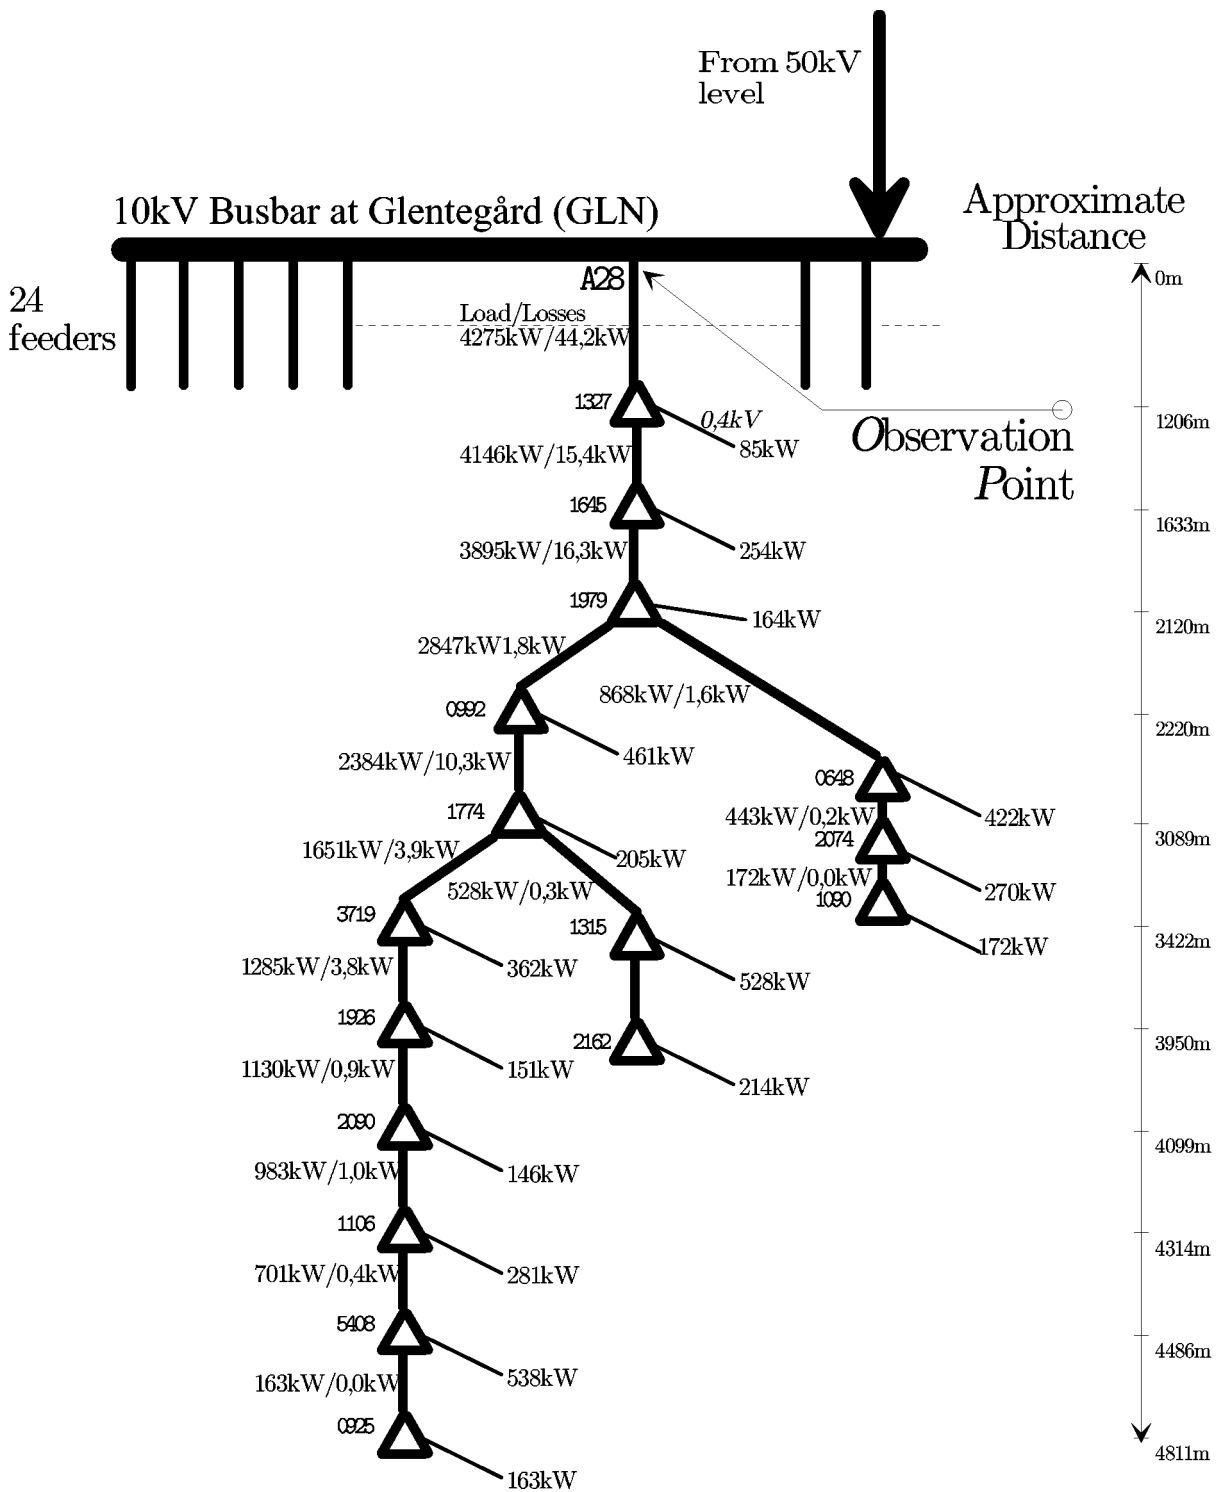 From 50kV
level
10kV Busbar at Glentegård (GLN)
Approximate
Distance
A28
0m
24
feeders
Load/Losses
4275kW/44,2kW
1327
0,4kV
85kW
1206m
Observation
Point
4146kW/15,4kW
1645
254kW
1633m
3895kW/16,3kW
1979
164kW
2120m
2847kW1,8kW
868kW/1,6kW
0992
461kW
2220m
2384kW/10,3kW
0648
422kW
443kW/0,2kW
1774
205kW
2074
3089m
1651kW/3,9kW
528kW/0,3kW
172kW/0,0kW
270kW
1090
172kW
3719
362kW
1315
528kW
3422m
1285kW/3,8kW
1926
151kW
2162
214kW
3950m
1130kW/0,9kW
2090
146kW
4099m
983kW/1,0kW
1106
281kW
4314m
701kW/0,4kW
5408
538kW
4486m
163kW/0,0kW
0925
163kW
4811m